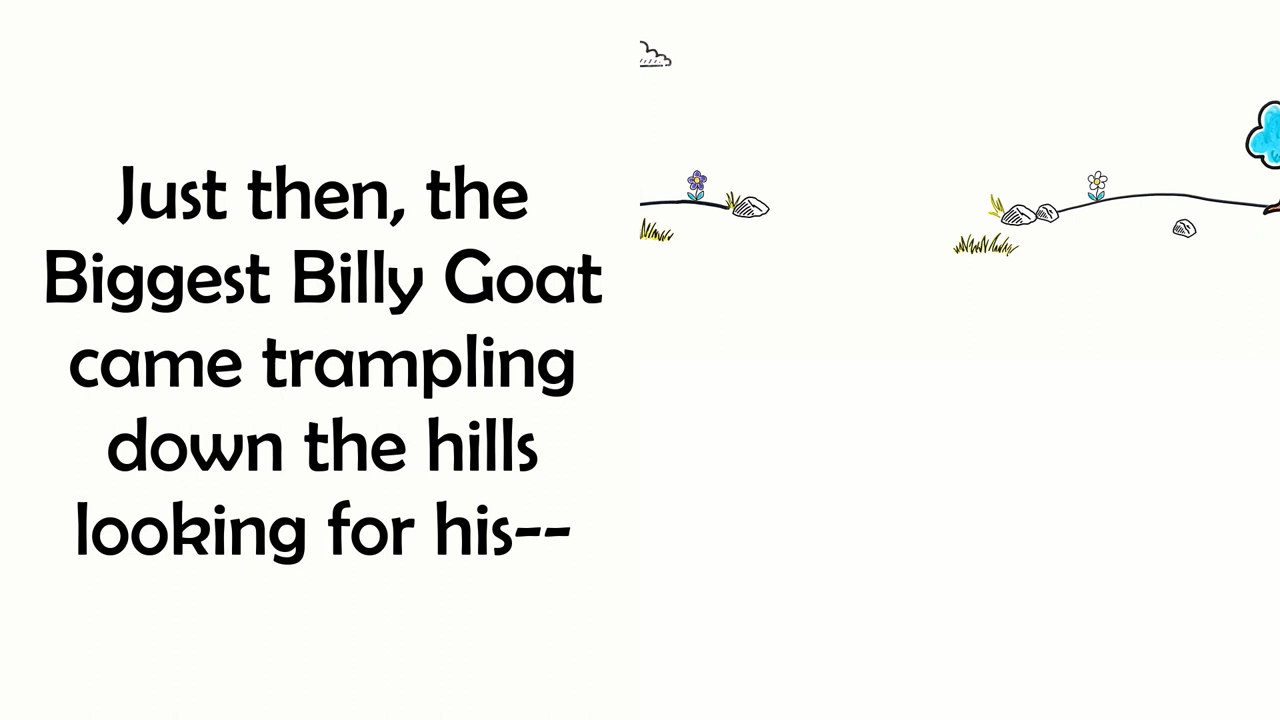 Just then, the
Biggest Billy Goat
came trampling
down the hills
looking for his--